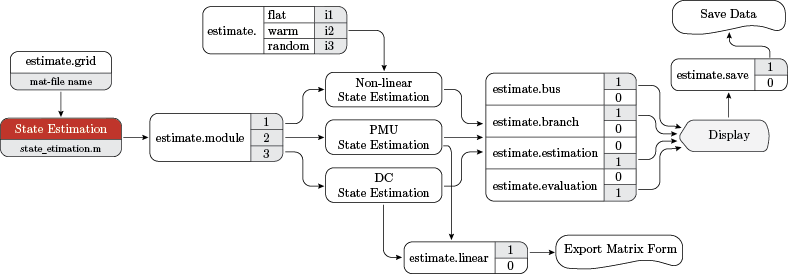 estimate.grid
mat-file name
State Estimation
state_etimation.m
estimate.module
1
2
3
estimate.
flat i1
warm i2
random i3
Non-linear
State Estimation
PMU
State Estimation
DC
State Estimation
estimate.linear
1
0
Export Matrix Form
estimate.bus
1
0
estimate.branch
1
0
estimate.estimation
0
1
estimate.evaluation
0
1
Display
estimate.save
1
0
Save Data